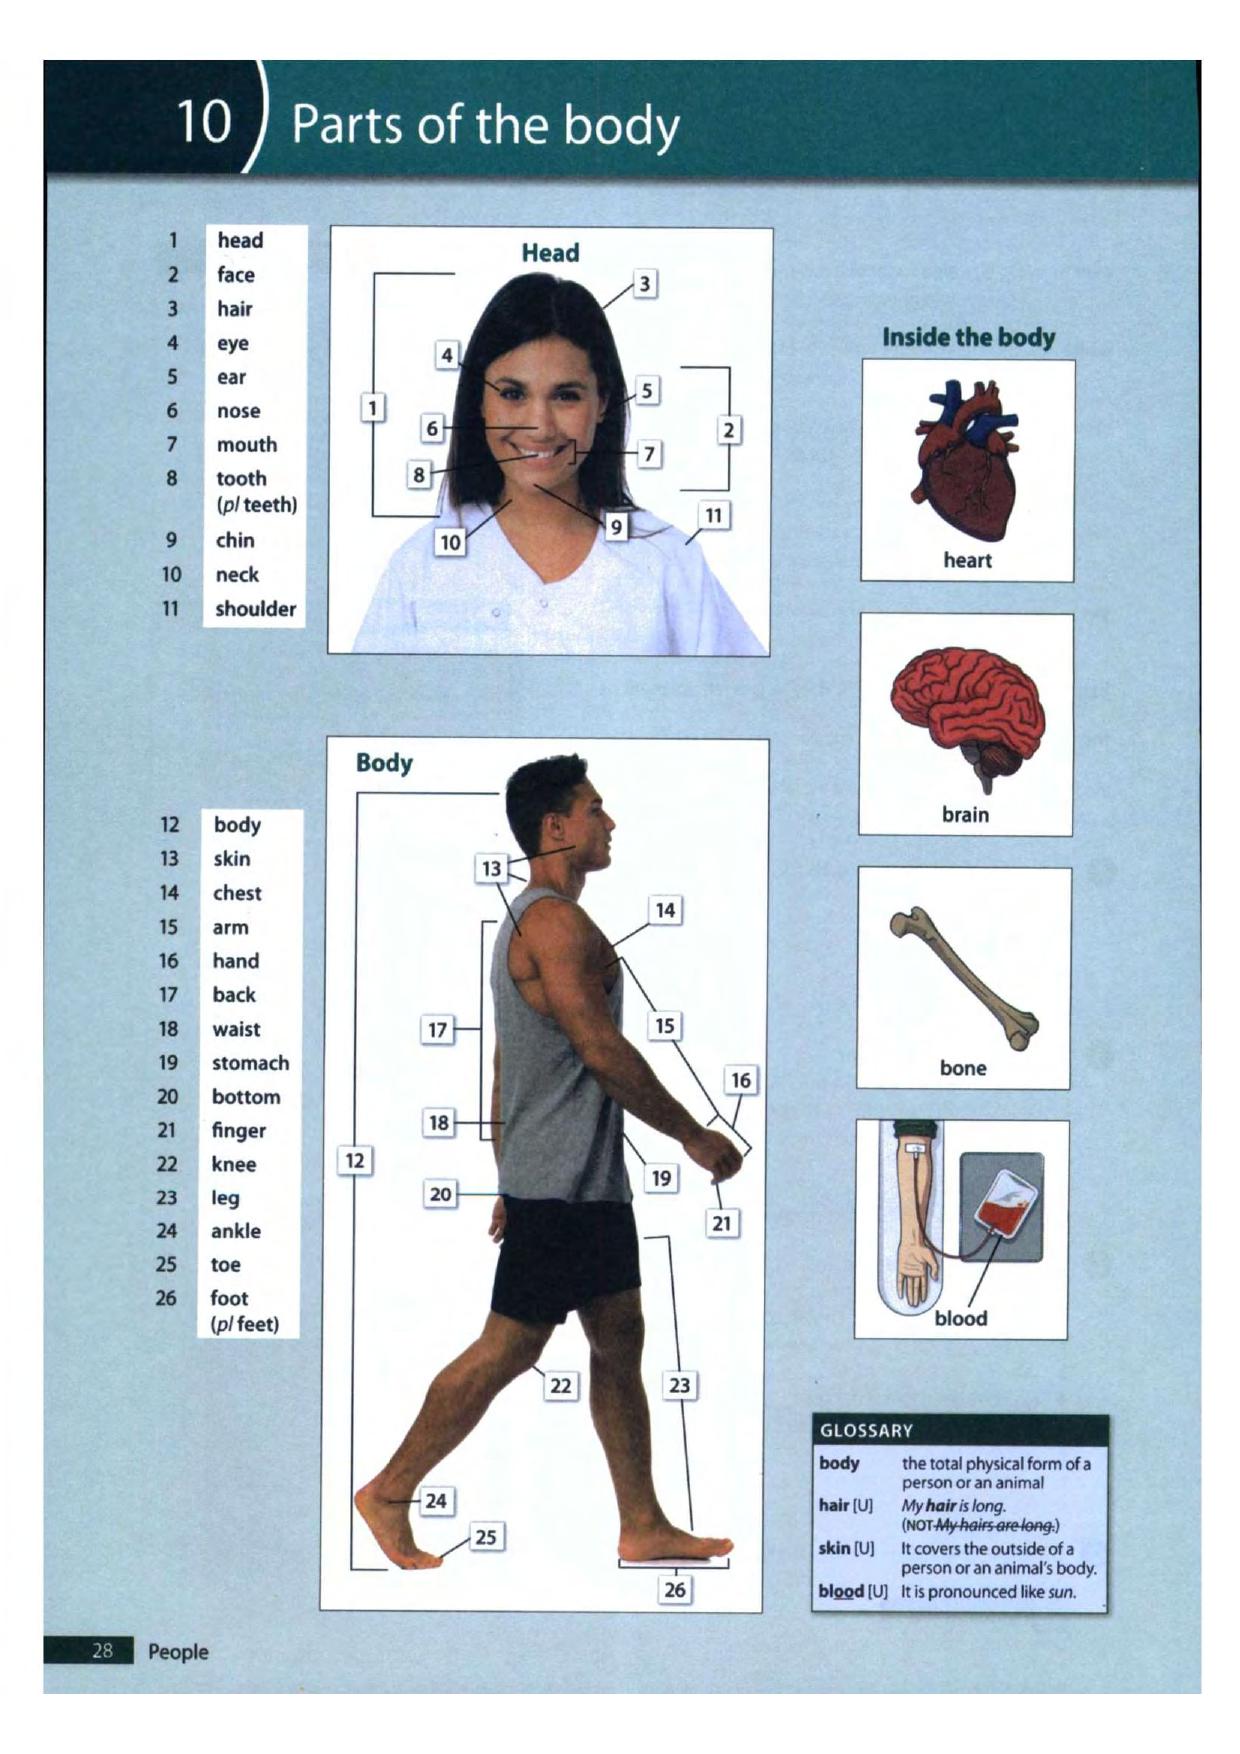 10
Parts of the body
1 head
2 face
3 hair
4 eye
5 ear
6 nose
7 mouth
8 tooth
(pl teeth)
9 chin
10 neck
11 shoulder
Head
1
2
3
4
5
6
7
8
9
10
11
Inside the body
heart
brain
bone
blood
12 body
13 skin
14 chest
15 arm
16 hand
17 back
18 waist
19 stomach
20 bottom
21 finger
22 knee
23 leg
24 ankle
25 toe
26 foot
(pl feet)
Body
12
13
14
15
16
17
18
19
20
21
22
23
24
25
26
GLOSSARY
body the total physical form of a
person or an animal
hair [U] My hair is long.
(NOT My hairs are long.)
skin [U] It covers the outside of a
person or an animal's body.
blood [U] It is pronounced like sun.
28 People